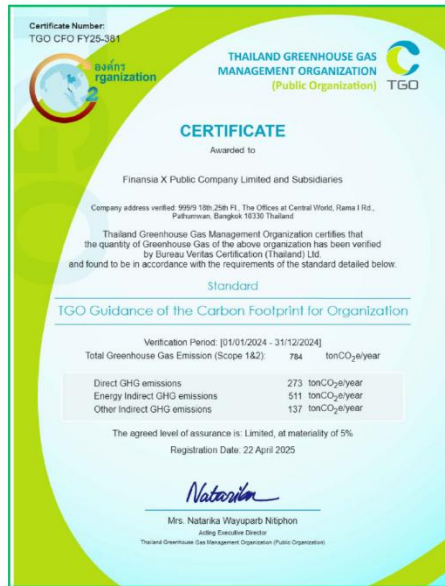 Certificate Number:
TGO CFO FY25-381
องค์กร
rganization
2
THAILAND GREENHOUSE GAS
MANAGEMENT ORGANIZATION
(Public Organization)
TGO
CERTIFICATE
Awarded to
Finansia X Public Company Limited and Subsidiaries
Company address verified: 999/9 18th,25th Fl., The Offices at Central World, Rama I Rd.,
Pathumwan, Bangkok 10330 Thailand
Thailand Greenhouse Gas Management Organization certifies that
the quantity of Greenhouse Gas of the above organization has been verified
by Bureau Veritas Certification (Thailand) Ltd.
and found to be in accordance with the requirements of the standard detailed below.
Standard
TGO Guidance of the Carbon Footprint for Organization
Verification Period: [01/01/2024 - 31/12/2024]
Total Greenhouse Gas Emission (Scope 1&2): 784 tonCO2e/year
Direct GHG emissions 273 tonCO2e/year
Energy Indirect GHG emissions 511 tonCO2e/year
Other Indirect GHG emissions 137 tonCO2e/year
The agreed level of assurance is: Limited, at materiality of 5%
Registration Date: 22 April 2025
Natarika
Mrs. Natarika Wayuparb Nitiphon
Acting Executive Director
Thailand Greenhouse Gas Management Organization (Public Organization)